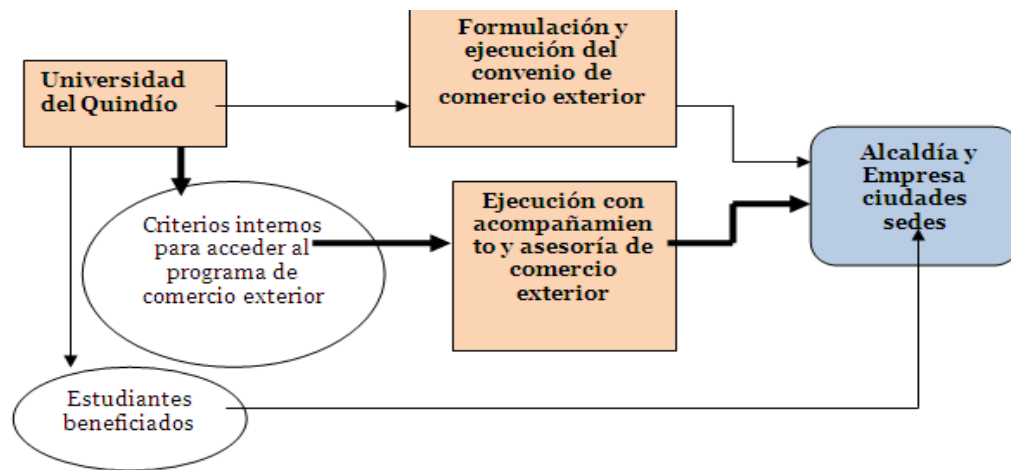 Universidad
del Quindío
Formulación y
ejecución del
convenio de
comercio exterior
Alcaldía y
Empresa
ciudades
sedes
Criterios internos
para acceder al
programa de
comercio exterior
Ejecución con
acompañamien
to y asesoría de
comercio
exterior
Estudiantes
beneficiados